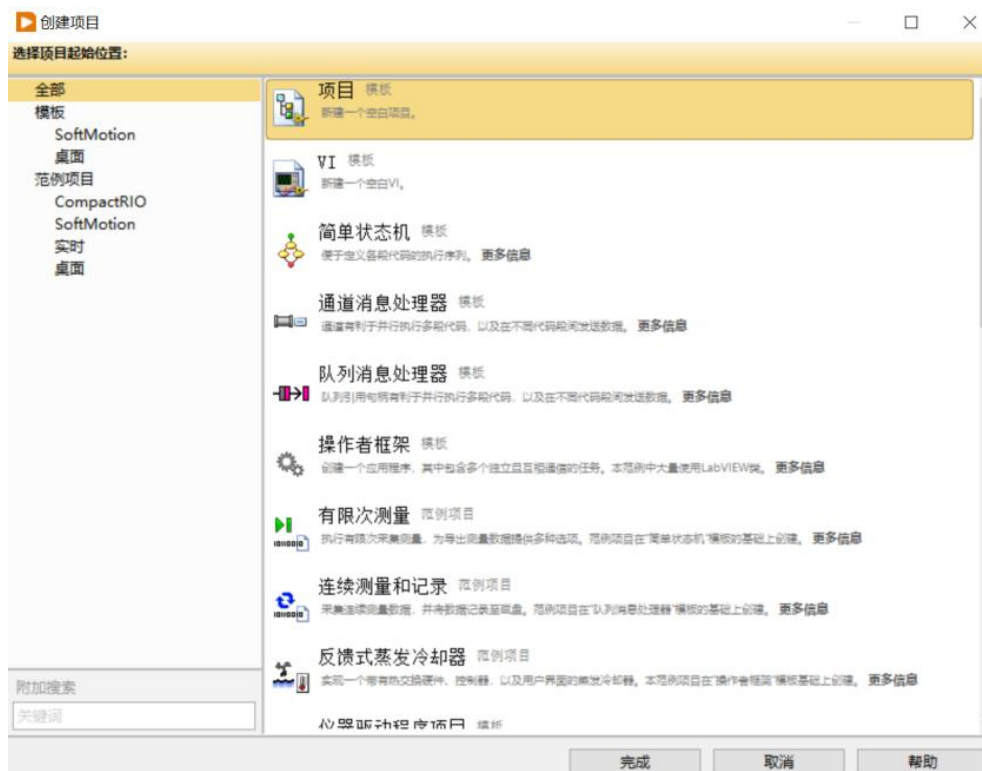 创建项目
选择项目起始位置:
全部
模板
SoftMotion
桌面
范例项目
CompactRIO
SoftMotion
实时
桌面
附加搜索
关键词
项目 模板
新建一个空白项目。
VI 模板
新建一个空白VI。
简单状态机 模板
便于定义各段代码的执行序列。 更多信息
通道消息处理器 模板
通道有利于并行执行多段代码，以及在不同代码段间发送数据。 更多信息
队列消息处理器 模板
队列引用句柄有利于并行执行多段代码，以及在不同代码段间发送数据。 更多信息
操作者框架 模板
创建一个应用程序，其中包含多个独立且互相通信的任务。本范例中大量使用LabVIEW类。 更多信息
有限次测量 范例项目
执行有限次采集测量，为导出测量数据提供多种选项。范例项目在"简单状态机"模板的基础上创建。 更多信息
连续测量和记录 范例项目
采集连续测量数据，并将数据记录至磁盘。范例项目在"队列消息处理器"模板的基础上创建。 更多信息
反馈式蒸发冷却器 范例项目
实现一个带有热交换硬件、控制器，以及用户界面的蒸发冷却器。本范例项目在"操作者框架"模板基础上创建。 更多信息
仪器驱动程序项目 模板
完成
取消
帮助